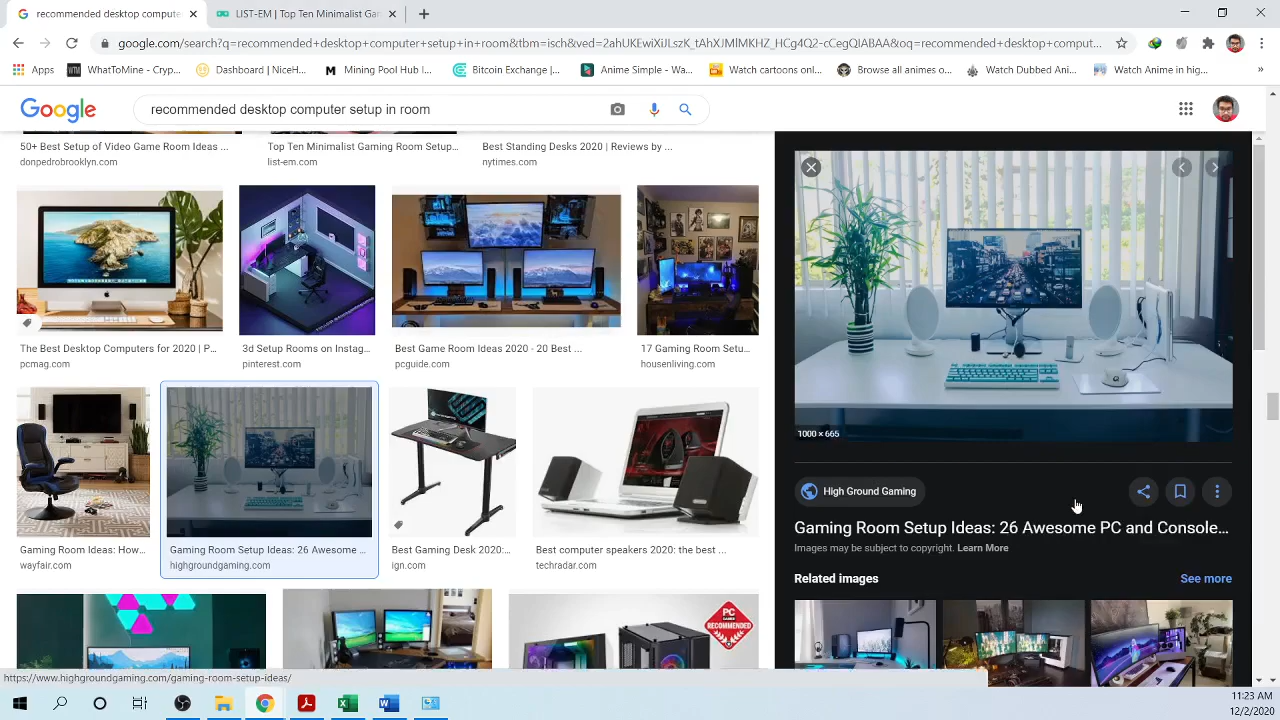 recommended desktop compute
LIST-EM | Top Ten Minimalist Gar
google.com/search?q=recommended+desktop+computer+setup+in+room&tbm=isch&ved=2ahUKEwiXiJLszK_tAhXJMlMKHZ_HCg4Q2-cCegQIABAA&oq=recommended+desktop+comput...
Apps
WhatToMine - Cryp...
Dashboard | NiceH...
Mining Pool Hub I...
Bitcoin Exchange |...
Anime Simple - Wa...
Watch cartoons onl...
Browse all animes o...
Watch Dubbed Ani...
Watch Anime in hig...
»
Google
recommended desktop computer setup in room
50+ Best Setup of Video Game Room Ideas ...
donpedrobrooklyn.com
Top Ten Minimalist Gaming Room Setup...
list-em.com
Best Standing Desks 2020 | Reviews by ...
nytimes.com
The Best Desktop Computers for 2020 | P...
pcmag.com
3d Setup Rooms on Instag...
pinterest.com
Best Game Room Ideas 2020 - 20 Best ...
pcguide.com
17 Gaming Room Setu...
housenliving.com
Gaming Room Ideas: How...
wayfair.com
Gaming Room Setup Ideas: 26 Awesome ...
highgroundgaming.com
Best Gaming Desk 2020:...
ign.com
Best computer speakers 2020: the best ...
techradar.com
PC
GAMES
RECOMMENDED
1000 × 665
High Ground Gaming
Gaming Room Setup Ideas: 26 Awesome PC and Console...
Images may be subject to copyright. Learn More
Related images
See more
https://www.highgroundgaming.com/gaming-room-setup-ideas/
11:23 AM
12/2/2020